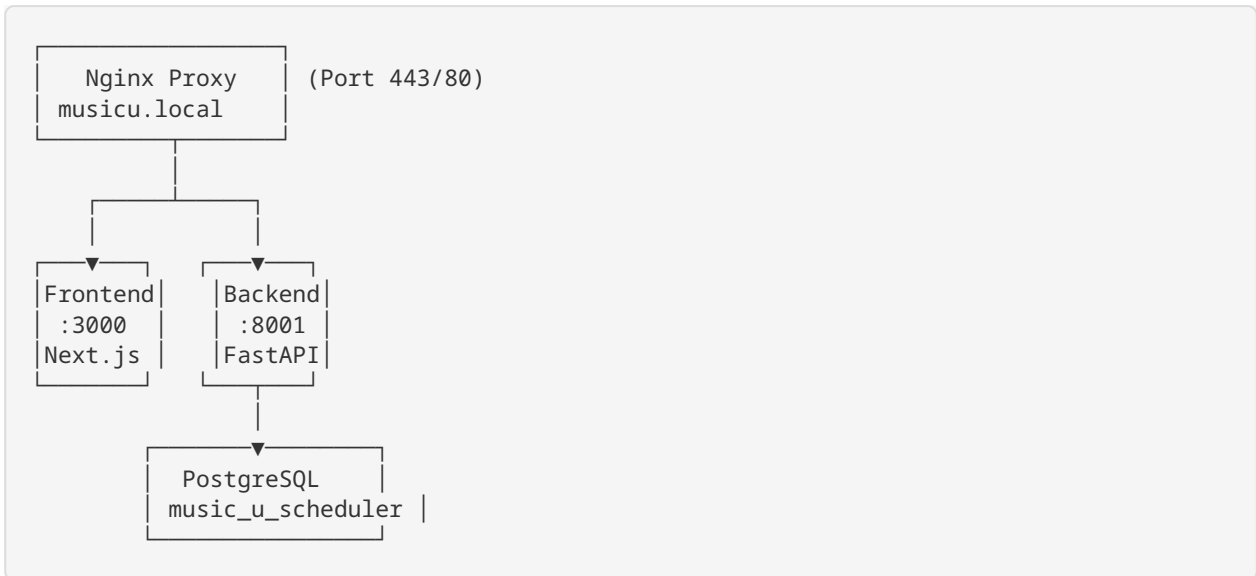 Nginx Proxy (Port 443/80)
musicu.local
Frontend Backend
:3000 :8001
Next.js FastAPI
PostgreSQL
music_u_scheduler